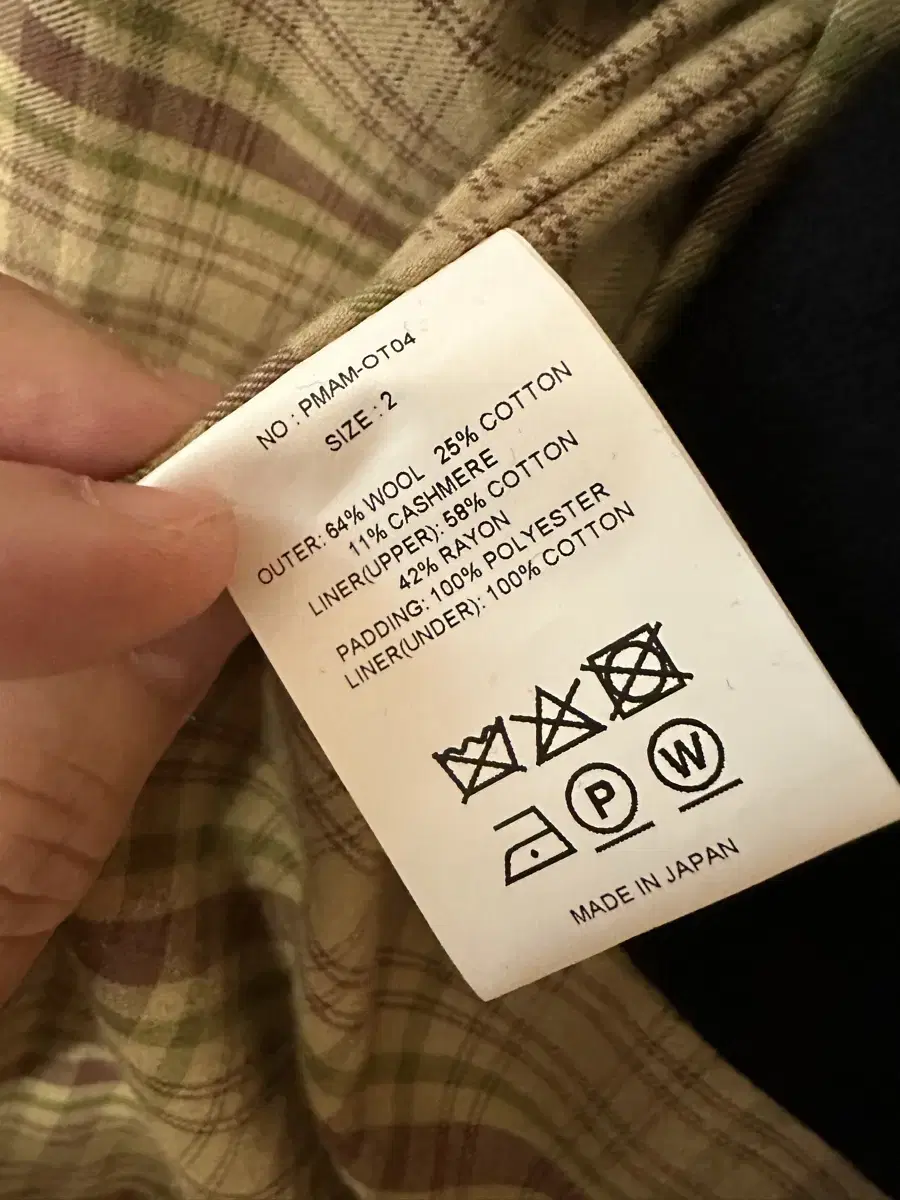 NO : PMAM-OT04
SIZE : 2
OUTER: 64% WOOL 25% COTTON
11% CASHMERE
LINER(UPPER): 58% COTTON
42% RAYON
PADDING: 100% POLYESTER
LINER(UNDER): 100% COTTON
P W
MADE IN JAPAN